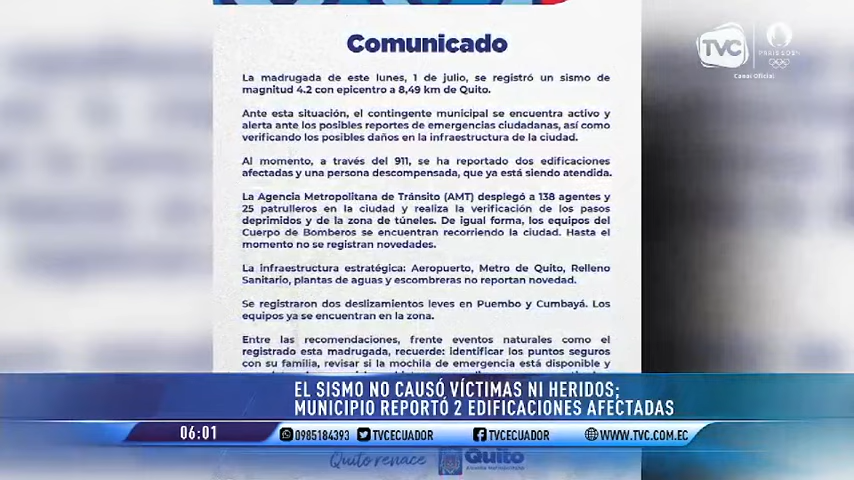 Comunicado
TVC
PARIS 2024
Canal Oficial
La madrugada de este lunes, 1 de julio, se registró un sismo de
magnitud 4.2 con epicentro a 8,49 km de Quito.
Ante esta situación, el contingente municipal se encuentra activo y
alerta ante los posibles reportes de emergencias ciudadanas, así como
verificando los posibles daños en la infraestructura de la ciudad.
Al momento, a través del 911, se ha reportado dos edificaciones
afectadas y una persona descompensada, que ya está siendo atendida.
La Agencia Metropolitana de Tránsito (AMT) desplegó a 138 agentes y
25 patrulleros en la ciudad y realiza la verificación de los pasos
deprimidos y de la zona de túneles. De igual forma, los equipos del
Cuerpo de Bomberos se encuentran recorriendo la ciudad. Hasta el
momento no se registran novedades.
La infraestructura estratégica: Aeropuerto, Metro de Quito, Relleno
Sanitario, plantas de aguas y escombreras no reportan novedad.
Se registraron dos deslizamientos leves en Puembo y Cumbayá. Los
equipos ya se encuentran en la zona.
Entre las recomendaciones, frente eventos naturales como el
registrado esta madrugada, recuerde: identificar los puntos seguros
con su familia, revisar si la mochila de emergencia está disponible y
EL SISMO NO CAUSÓ VÍCTIMAS NI HERIDOS;
MUNICIPIO REPORTÓ 2 EDIFICACIONES AFECTADAS
06:01
0985184393
TVCECUADOR
TVCECUADOR
WWW.TVC.COM.EC
Quito renace
Quito